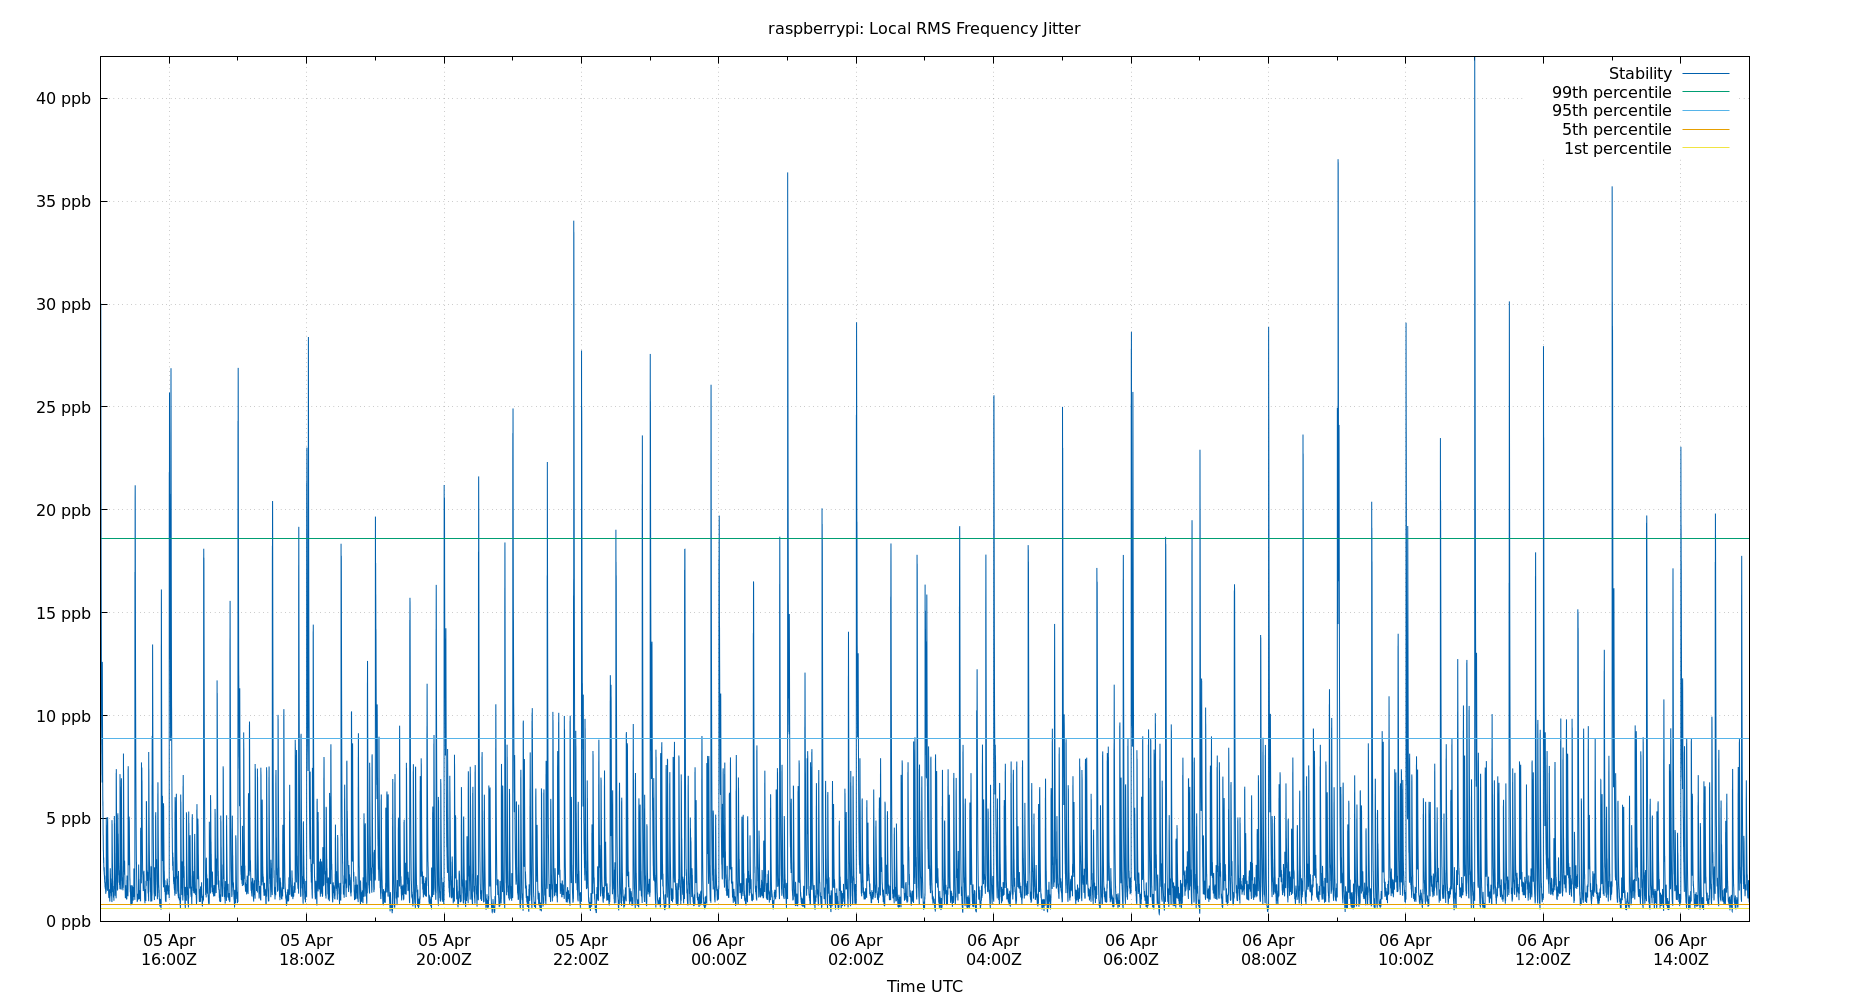 raspberrypi: Local RMS Frequency Jitter
Stability
99th percentile
95th percentile
5th percentile
1st percentile
40 ppb
35 ppb
30 ppb
25 ppb
20 ppb
15 ppb
10 ppb
5 ppb
0 ppb
05 Apr 05 Apr 05 Apr 05 Apr 06 Apr 06 Apr 06 Apr 06 Apr 06 Apr 06 Apr 06 Apr 06 Apr
16:00Z 18:00Z 20:00Z 22:00Z 00:00Z 02:00Z 04:00Z 06:00Z 08:00Z 10:00Z 12:00Z 14:00Z
Time UTC